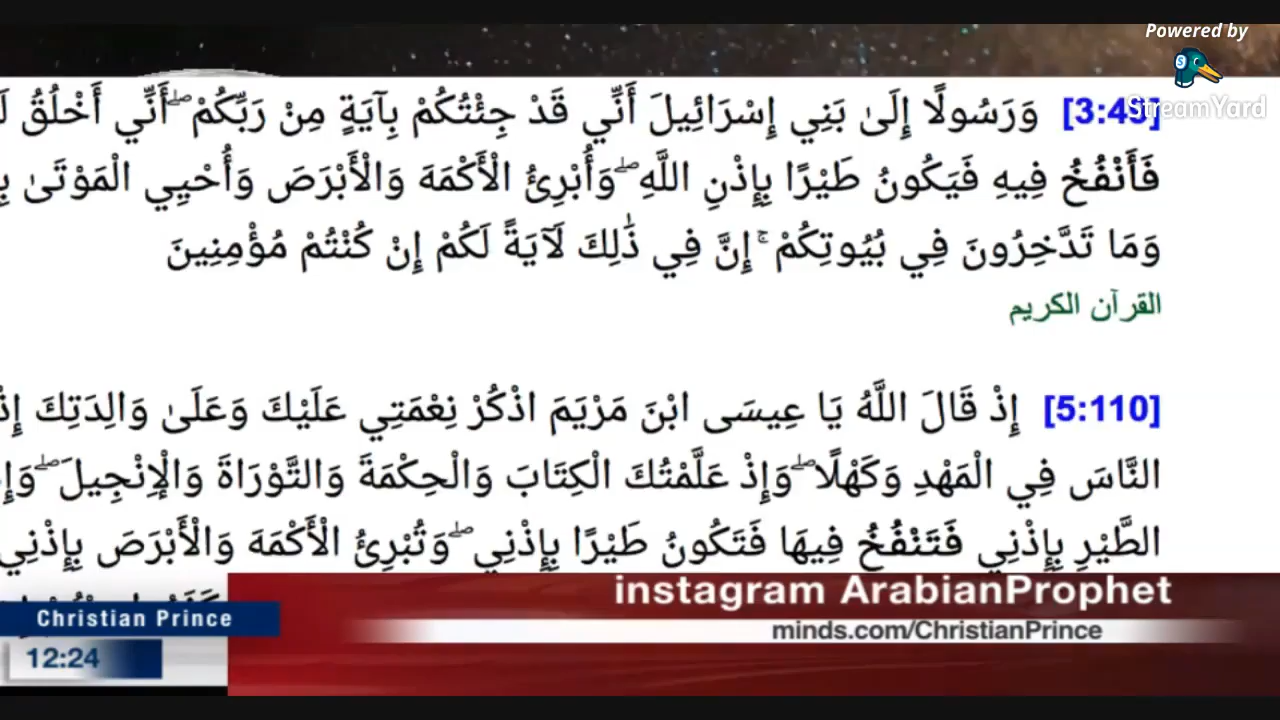 Powered by
StreamYard
[3:49] وَرَسُولًا إِلَىٰ بَنِي إِسْرَائِيلَ أَنِّي قَدْ جِئْتُكُمْ بِآيَةٍ مِنْ رَبِّكُمْ ۖ أَنِّي أَخْلُقُ
فَأَنْفُخُ فِيهِ فَيَكُونُ طَيْرًا بِإِذْنِ اللَّهِ ۖ وَأُبْرِئُ الْأَكْمَهَ وَالْأَبْرَصَ وَأُحْيِي الْمَوْتَىٰ
وَمَا تَدَّخِرُونَ فِي بُيُوتِكُمْ ۚ إِنَّ فِي ذَٰلِكَ لَآيَةً لَكُمْ إِنْ كُنْتُمْ مُؤْمِنِينَ
القرآن الكريم
[5:110] إِذْ قَالَ اللَّهُ يَا عِيسَى ابْنَ مَرْيَمَ اذْكُرْ نِعْمَتِي عَلَيْكَ وَعَلَىٰ وَالِدَتِكَ
النَّاسَ فِي الْمَهْدِ وَكَهْلًا ۖ وَإِذْ عَلَّمْتُكَ الْكِتَابَ وَالْحِكْمَةَ وَالتَّوْرَاةَ وَالْإِنْجِيلَ ۖ
الطَّيْرِ بِإِذْنِي فَتَنْفُخُ فِيهَا فَتَكُونُ طَيْرًا بِإِذْنِي ۖ وَتُبْرِئُ الْأَكْمَهَ وَالْأَبْرَصَ بِإِذْنِي
instagram ArabianProphet
Christian Prince
minds.com/ChristianPrince
12:24